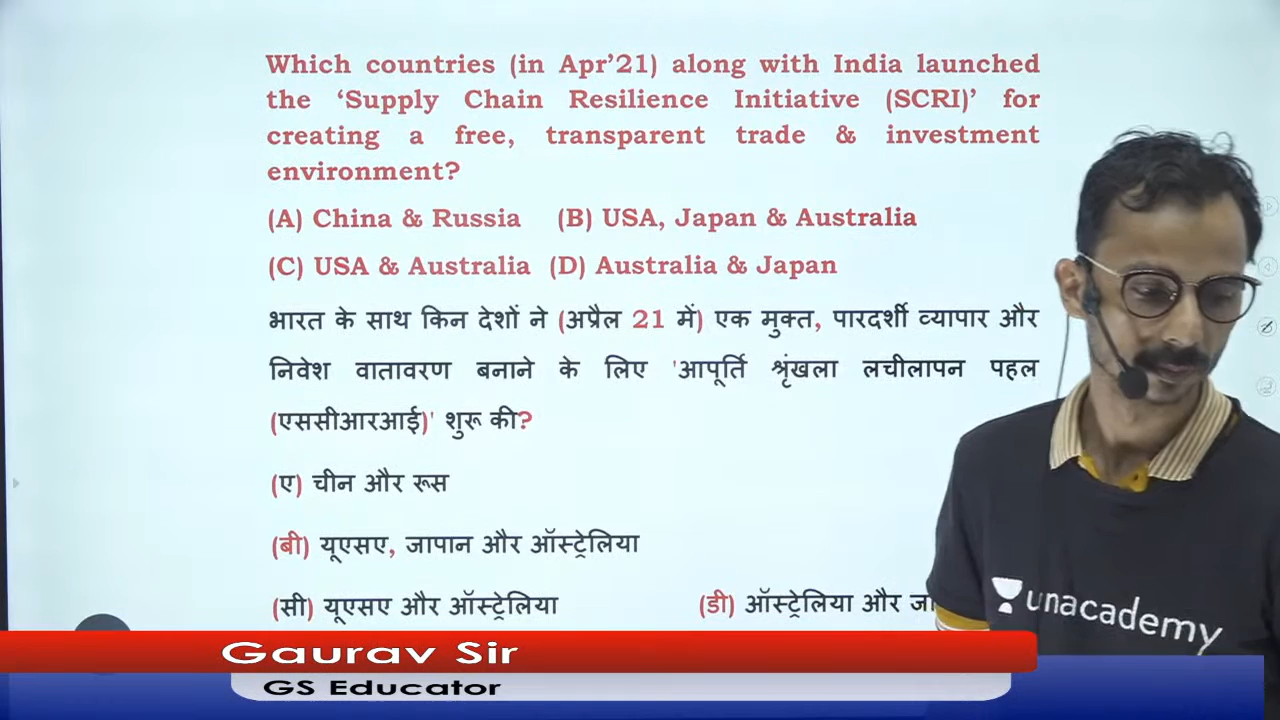 Which countries (in Apr’21) along with India launched
the ‘Supply Chain Resilience Initiative (SCRI)’ for
creating a free, transparent trade & investment
environment?
(A) China & Russia (B) USA, Japan & Australia
(C) USA & Australia (D) Australia & Japan
भारत के साथ किन देशों ने (अप्रैल 21 में) एक मुक्त, पारदर्शी व्यापार और
निवेश वातावरण बनाने के लिए 'आपूर्ति श्रृंखला लचीलापन पहल
(एससीआरआई)' शुरू की?
(ए) चीन और रूस
(बी) यूएसए, जापान और ऑस्ट्रेलिया
(सी) यूएसए और ऑस्ट्रेलिया (डी) ऑस्ट्रेलिया और
unacademy
Gaurav Sir
GS Educator